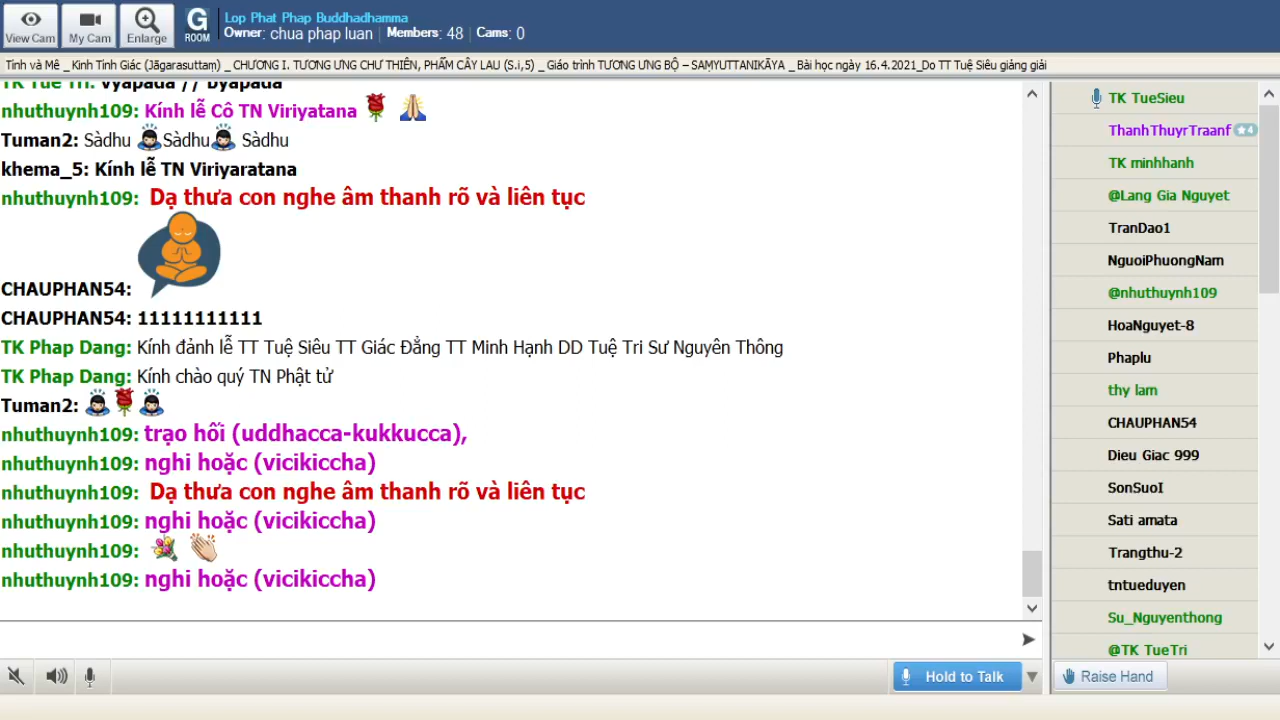 View Cam
My Cam
Enlarge
G
ROOM
Lop Phat Phap Buddhadhamma
Owner: chua phap luan | Members: 48 | Cams: 0
Tỉnh và Mê _Kinh Tỉnh Giác (Jāgarasuttaṃ) _ CHƯƠNG I. TƯƠNG ƯNG CHƯ THIÊN, PHẨM CÂY LAU (S.i,5) _ Giáo trình TƯƠNG ƯNG BỘ – SAṂYUTTANIKĀYA _ Bài học ngày 16.4.2021_Do TT Tuệ Siêu giảng giải
TK Tue Tri: vyapada // byapada
nhuthuynh109: Kính lễ Cô TN Viriyatana
Tuman2: Sàdhu Sàdhu Sàdhu
khema_5: Kính lễ TN Viriyaratana
nhuthuynh109: Dạ thưa con nghe âm thanh rõ và liên tục
CHAUPHAN54:
CHAUPHAN54: 11111111111
TK Phap Dang: Kính đảnh lễ TT Tuệ Siêu TT Giác Đẳng TT Minh Hạnh DD Tuệ Tri Sư Nguyên Thông
TK Phap Dang: Kính chào quý TN Phật tử
Tuman2:
nhuthuynh109: trạo hối (uddhacca-kukkucca),
nhuthuynh109: nghi hoặc (vicikiccha)
nhuthuynh109: Dạ thưa con nghe âm thanh rõ và liên tục
nhuthuynh109: nghi hoặc (vicikiccha)
nhuthuynh109:
nhuthuynh109: nghi hoặc (vicikiccha)
Hold to Talk
TK TueSieu
ThanhThuyrTraanf ★4
TK minhhanh
@Lang Gia Nguyet
TranDao1
NguoiPhuongNam
@nhuthuynh109
HoaNguyet-8
Phaplu
thy lam
CHAUPHAN54
Dieu Giac 999
SonSuoI
Sati amata
Trangthu-2
tntueduyen
Su_Nguyenthong
@TK TueTri
Raise Hand